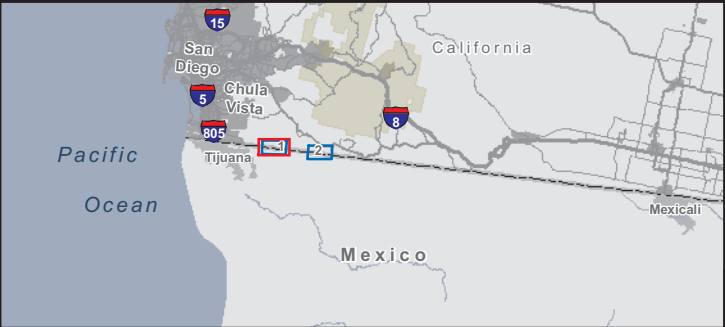 15
San
Diego
California
5
Chula
Vista
8
805
Pacific
Ocean
Tijuana
1
2
Mexicali
Mexico